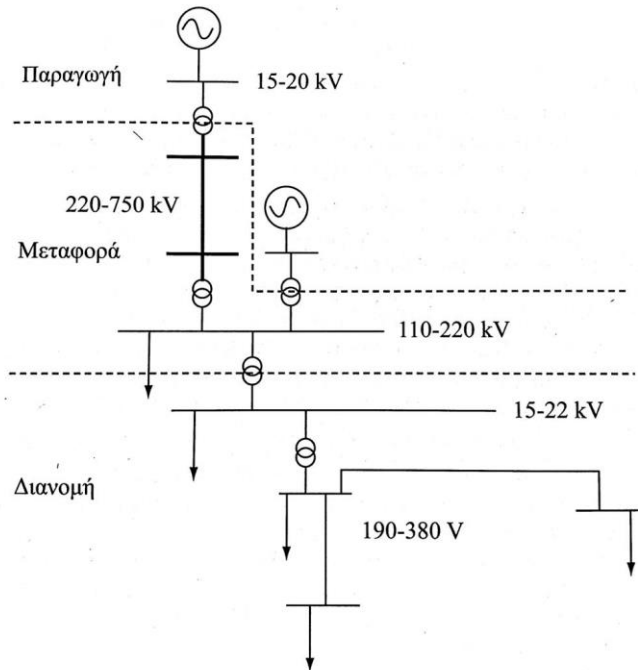 Παραγωγή
15-20 kV
220-750 kV
Μεταφορά
110-220 kV
15-22 kV
Διανομή
190-380 V